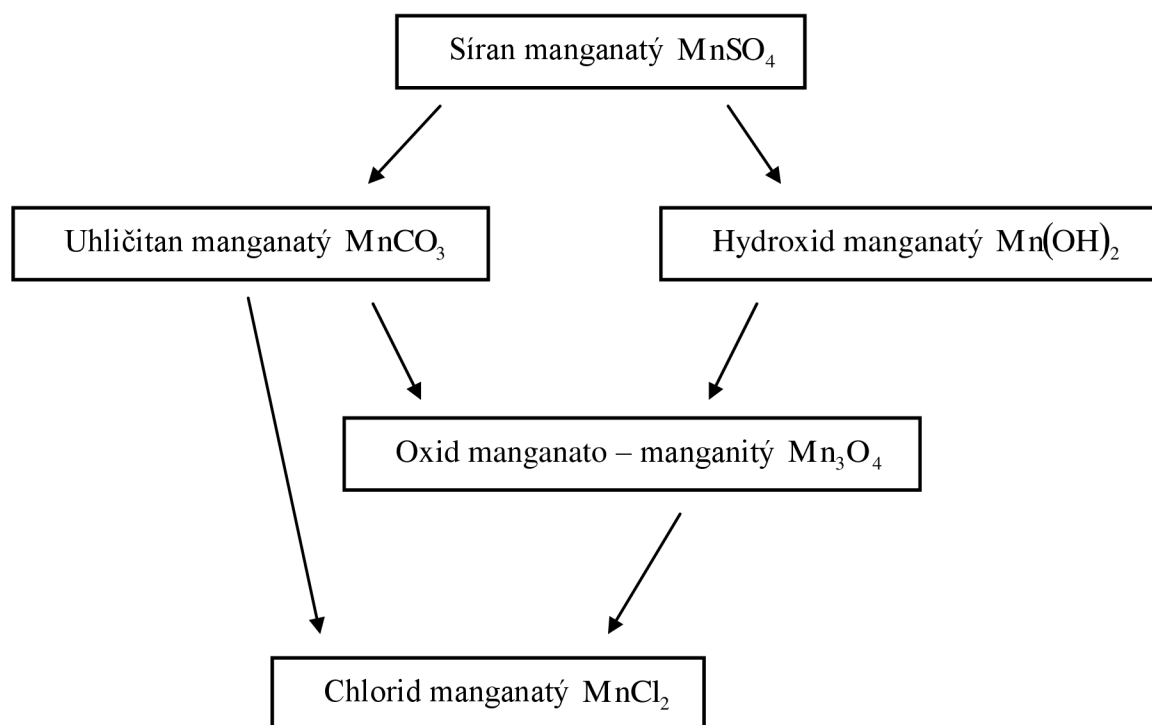 Síran manganatý MnSO₄
Uhličitan manganatý MnCO₃
Hydroxid manganatý Mn(OH)₂
Oxid manganato – manganitý Mn₃O₄
Chlorid manganatý MnCl₂